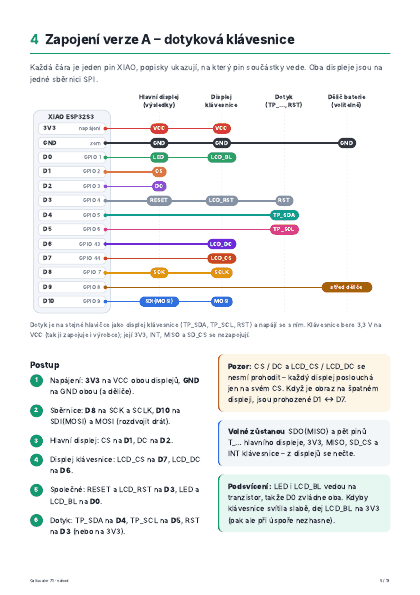 4 Zapojení verze A – dotyková klávesnice
Každá čára je jeden pin XIAO, popisky ukazují, na který pin součástky vede. Oba displeje jsou na
jedné sběrnici SPI.
Hlavní displej
(výsledky)
Displej
klávesnice
Dotyk
(TP_…, RST)
Dělič baterie
(volitelně)
XIAO ESP32S3
3V3 napájení VCC VCC
GND zem GND GND GND
D0 GPIO 1 LED LCD_BL
D1 GPIO 2 CS
D2 GPIO 3 DC
D3 GPIO 4 RESET LCD_RST RST
D4 GPIO 5 TP_SDA
D5 GPIO 6 TP_SCL
D6 GPIO 43 LCD_DC
D7 GPIO 44 LCD_CS
D8 GPIO 7 SCK SCLK
D9 GPIO 8 střed děliče
D10 GPIO 9 SDI(MOSI) MOSI
Dotyk je na stejné hlavičce jako displej klávesnice (TP_SDA, TP_SCL, RST) a napájí se s ním. Klávesnice bere 3,3 V na
VCC (tak ji zapojuje i výrobce); její 3V3, INT, MISO a SD_CS se nezapojují.
Postup
1 Napájení: 3V3 na VCC obou displejů, GND
na GND obou (a děliče).
2 Sběrnice: D8 na SCK a SCLK, D10 na
SDI(MOSI) a MOSI (rozdvojit drát).
3 Hlavní displej: CS na D1, DC na D2.
4 Displej klávesnice: LCD_CS na D7, LCD_DC
na D6.
5 Společné: RESET a LCD_RST na D3, LED a
LCD_BL na D0.
6 Dotyk: TP_SDA na D4, TP_SCL na D5, RST
na D3 (nebo na 3V3).
Pozor: CS / DC a LCD_CS / LCD_DC se
nesmí prohodit – každý displej poslouchá
jen na svém CS. Když je obraz na špatném
displeji, jsou prohozené D1 ↔ D7.
Volné zůstanou SDO(MISO) a pět pinů
T_… hlavního displeje, 3V3, MISO, SD_CS a
INT klávesnice – z displejů se nečte.
Podsvícení: LED i LCD_BL vedou na
tranzistor, takže D0 zvládne oba. Kdyby
klávesnice svítila slabě, dej LCD_BL na 3V3
(pak ale při úspoře nezhasne).